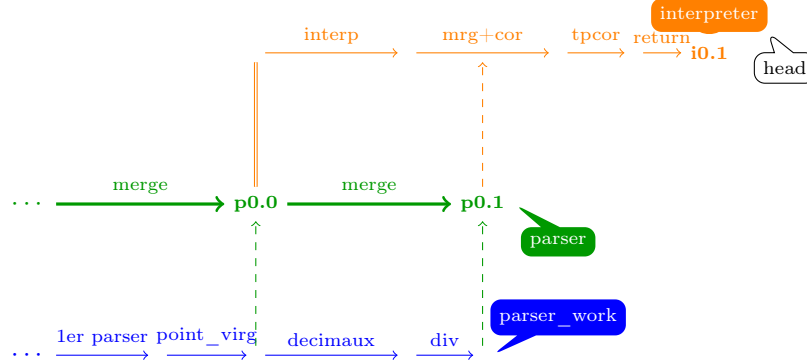 interpreter
interp mrg+cor tpcor return i0.1
head
merge merge
··· p0.0 p0.1
parser
parser_work
1er parser point_virg decimaux div
···